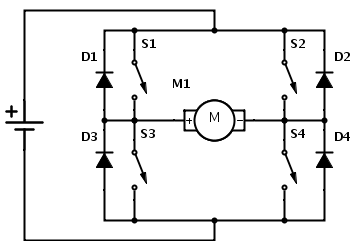 S1 S2
D1 D2
M1
+ M −
D3 S3 S4 D4
+